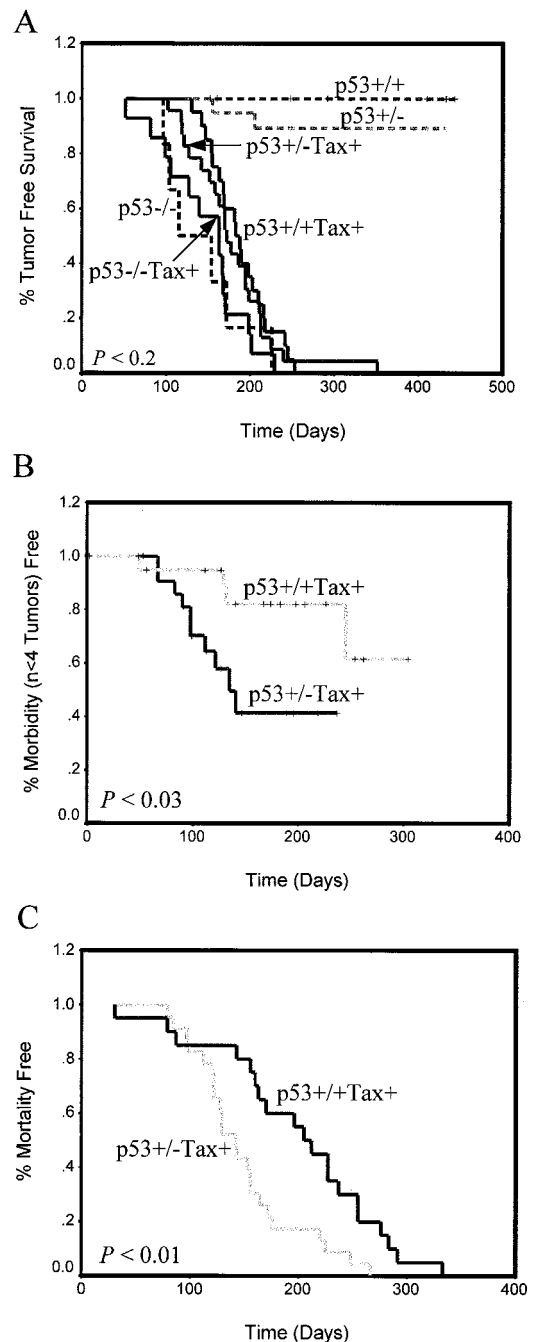 A
% Tumor Free Survival
1.2
1.0
.8
.6
.4
.2
0.0
p53+/+
p53+/-
p53+/-Tax+
p53-/-
p53+/+Tax+
p53-/-Tax+
P < 0.2
0
100
200
300
400
500
Time (Days)
B
% Morbidity (n<4 Tumors) Free
1.2
1.0
.8
.6
.4
.2
0.0
p53+/+Tax+
p53+/-Tax+
P < 0.03
0
100
200
300
400
Time (Days)
C
% Mortality Free
1.2
1.0
.8
.6
.4
.2
0.0
p53+/+Tax+
p53+/-Tax+
P < 0.01
0
100
200
300
400
Time (Days)